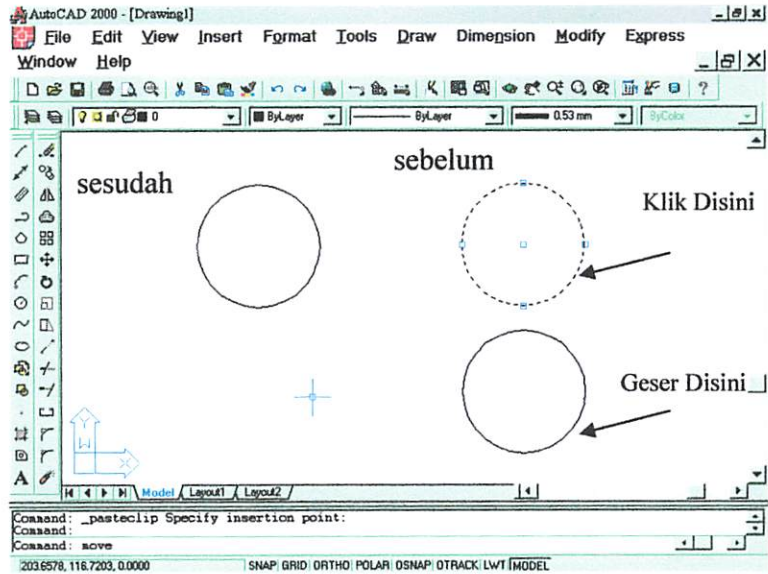 AutoCAD 2000 - [Drawing1]
File Edit View Insert Format Tools Draw Dimension Modify Express
Window Help
0 ByLayer ByLayer 0.53 mm ByColor
sebelum
sesudah
Klik Disini
Geser Disini
Y
W
X
A
Model Layout1 Layout2
Command: _pasteclip Specify insertion point:
Command:
Command: move
203.6578, 116.7203, 0.0000 SNAP GRID ORTHO POLAR OSNAP OTRACK LWT MODEL